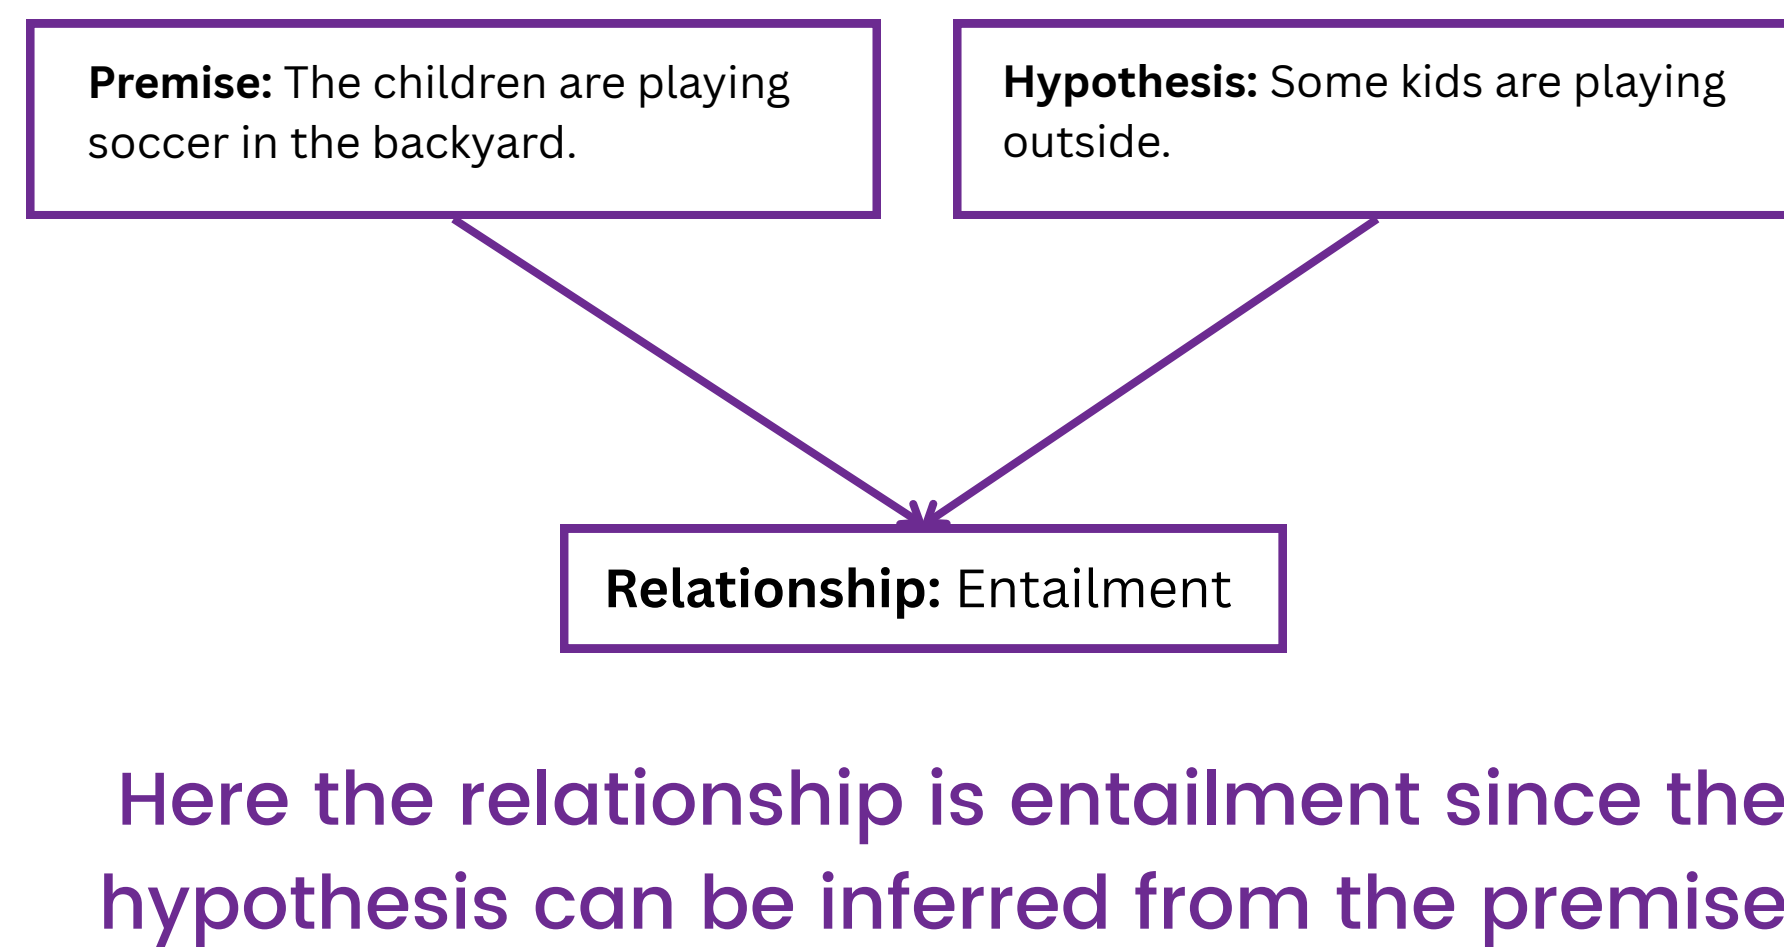 Premise: The children are playing
soccer in the backyard.
Hypothesis: Some kids are playing
outside.
Relationship: Entailment
Here the relationship is entailment since the
hypothesis can be inferred from the premise